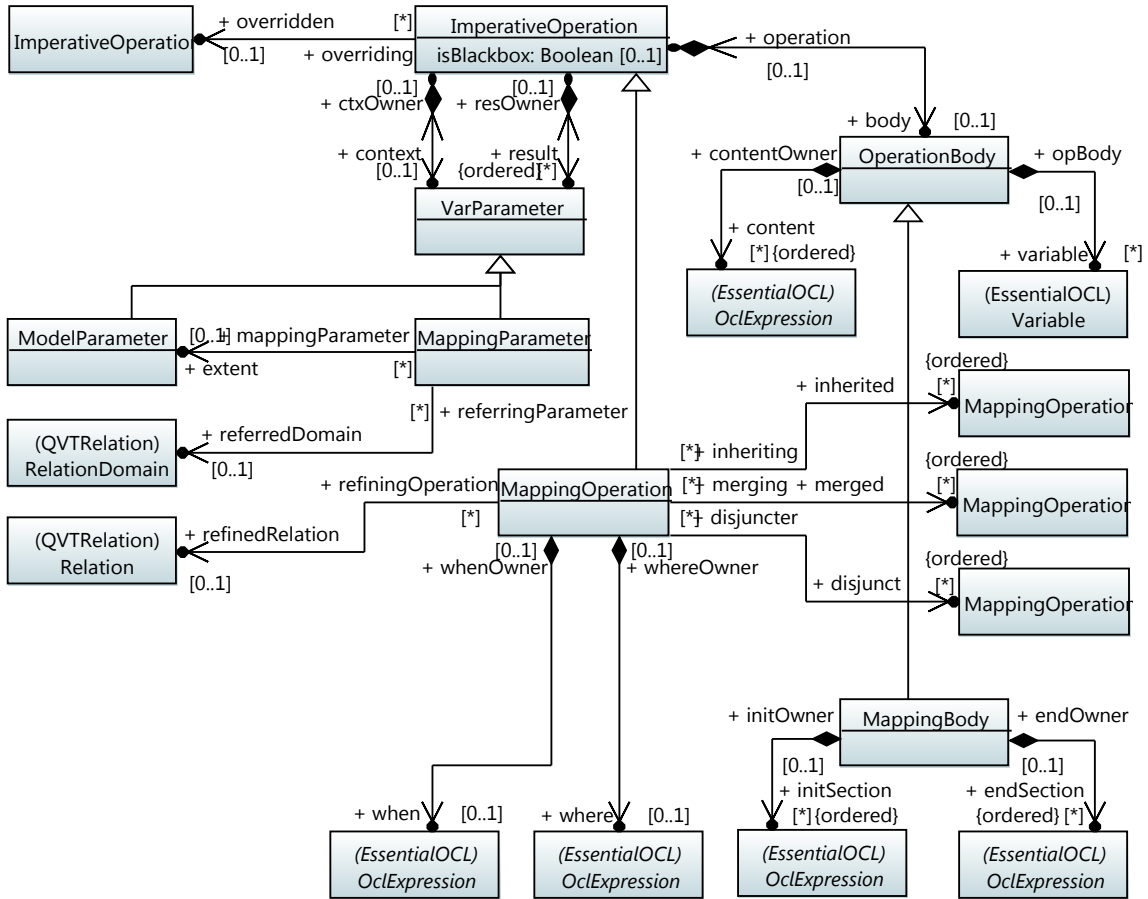 ImperativeOperation
+ overridden
[0..1]
[*]
+ overriding
ImperativeOperation
isBlackbox: Boolean [0..1]
+ operation
[0..1]
[0..1]
+ ctxOwner
[0..1]
+ resOwner
+ context
[0..1]
+ result
{ordered}[*]
+ body
[0..1]
VarParameter
+ contentOwner
[0..1]
OperationBody
+ opBody
[0..1]
+ content
[*]{ordered}
+ variable
[*]
(EssentialOCL)
OclExpression
(EssentialOCL)
Variable
ModelParameter
[0..1]
+ mappingParameter
+ extent
[*]
MappingParameter
[*]
+ referringParameter
(QVTRelation)
RelationDomain
+ referredDomain
[0..1]
{ordered}
+ inherited
[*]
MappingOperation
[*]
+ inheriting
+ refiningOperation
[*]
MappingOperation
[*]
+ merging
+ merged
{ordered}
[*]
MappingOperation
[*]
+ disjuncter
(QVTRelation)
Relation
+ refinedRelation
[0..1]
[0..1]
+ whenOwner
[0..1]
+ whereOwner
{ordered}
+ disjunct
[*]
MappingOperation
+ initOwner
[0..1]
MappingBody
+ endOwner
[0..1]
+ initSection
[*]{ordered}
+ endSection
{ordered} [*]
+ when
[0..1]
+ where
[0..1]
(EssentialOCL)
OclExpression
(EssentialOCL)
OclExpression
(EssentialOCL)
OclExpression
(EssentialOCL)
OclExpression